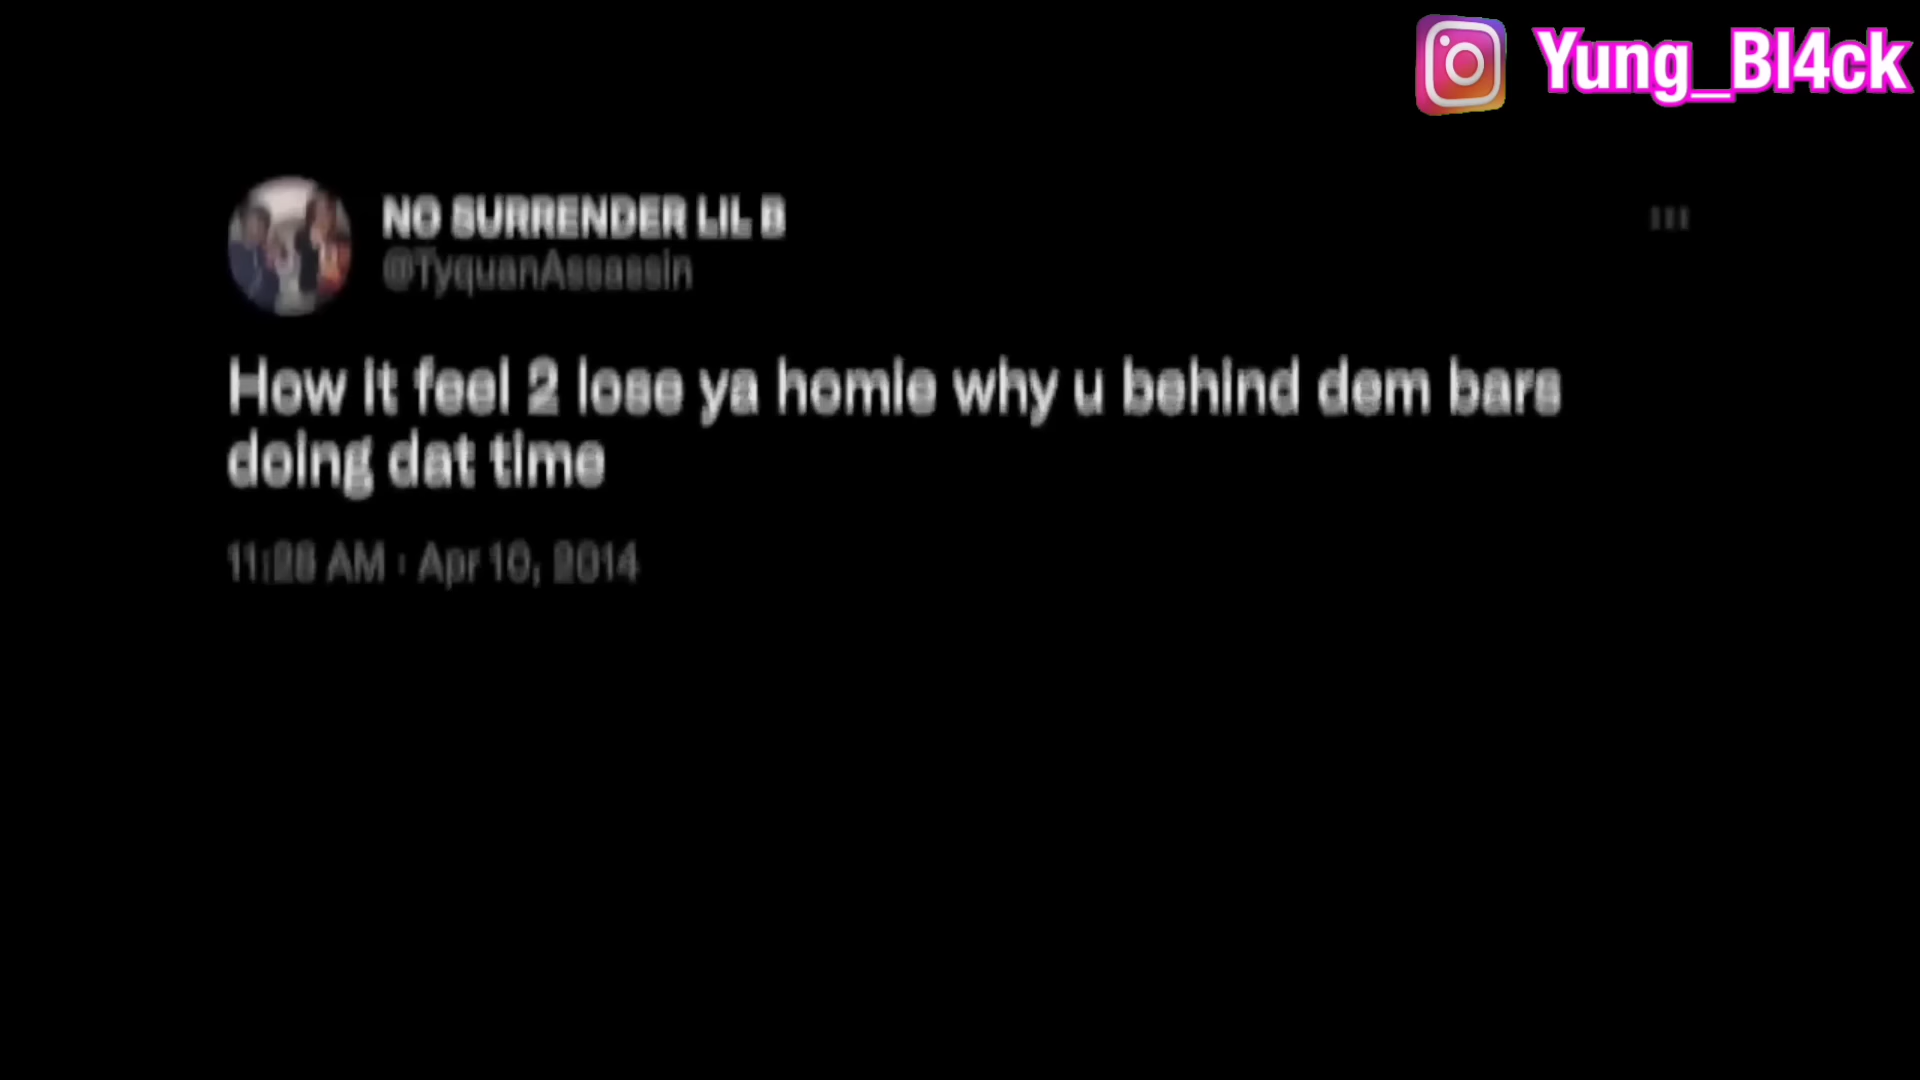 Yung_Bl4ck
NO SURRENDER LIL B
@TyquanAssassin
How it feel 2 lose ya homie why u behind dem bars
doing dat time
11:28 AM · Apr 10, 2014